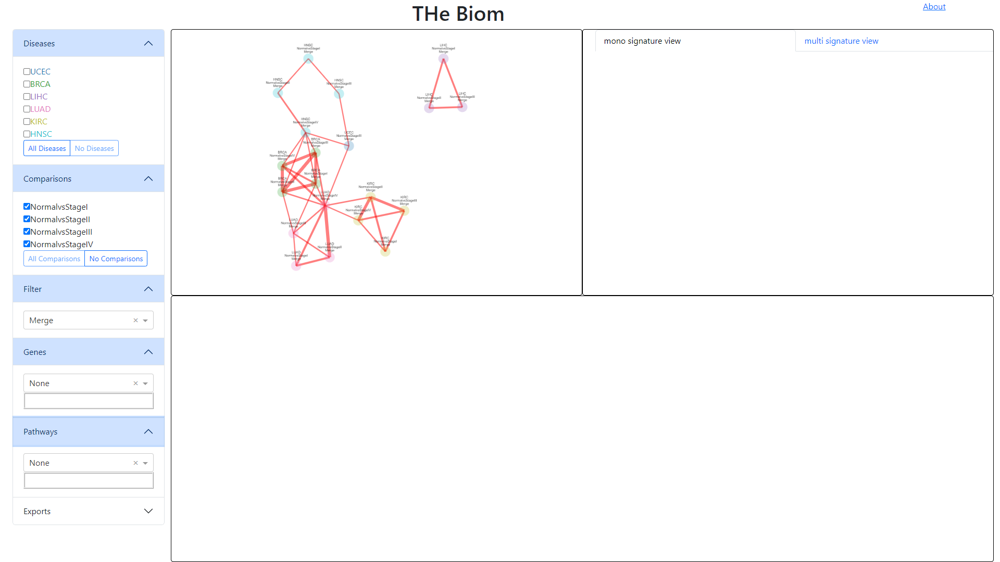 THe Biom
About
Diseases
UCEC
BRCA
LIHC
LUAD
KIRC
HNSC
All Diseases
No Diseases
Comparisons
NormalvsStageI
NormalvsStageII
NormalvsStageIII
NormalvsStageIV
All Comparisons
No Comparisons
Filter
Merge
Genes
None
Pathways
None
Exports
HNSC
NormalvsStageI
Merge
HNSC
NormalvsStageII
Merge
HNSC
NormalvsStageIII
Merge
HNSC
NormalvsStageIV
Merge
UCEC
NormalvsStageIII
Merge
BRCA
NormalvsStageIII
Merge
BRCA
NormalvsStageIV
Merge
BRCA
NormalvsStageI
Merge
BRCA
NormalvsStageII
Merge
LUAD
NormalvsStageIV
Merge
KIRC
NormalvsStageII
Merge
KIRC
NormalvsStageIII
Merge
KIRC
NormalvsStageIV
Merge
KIRC
NormalvsStageI
Merge
LUAD
NormalvsStageIII
Merge
LUAD
NormalvsStageII
Merge
LUAD
NormalvsStageI
Merge
LIHC
NormalvsStageI
Merge
LIHC
NormalvsStageII
Merge
LIHC
NormalvsStageIII
Merge
mono signature view
multi signature view